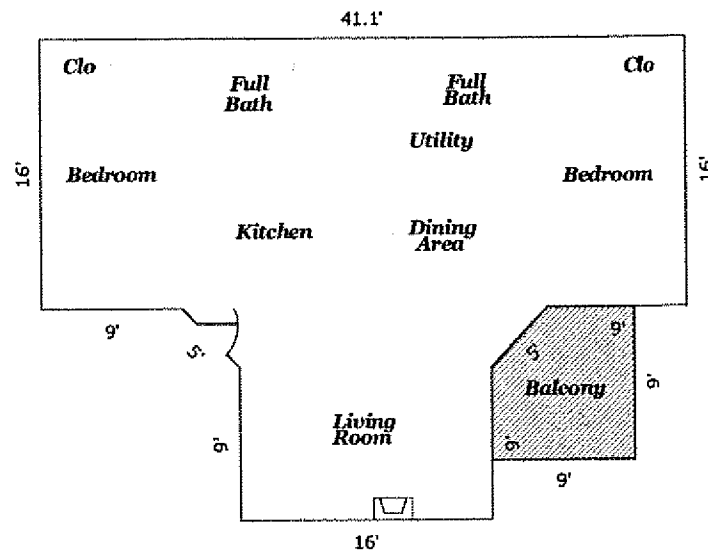 41.1'
Clo
Clo
Full
Bath
Full
Bath
Utility
16'
Bedroom
Bedroom
16'
Kitchen
Dining
Area
9'
5'
5'
9'
Balcony
9'
9'
Living
Room
9'
9'
16'